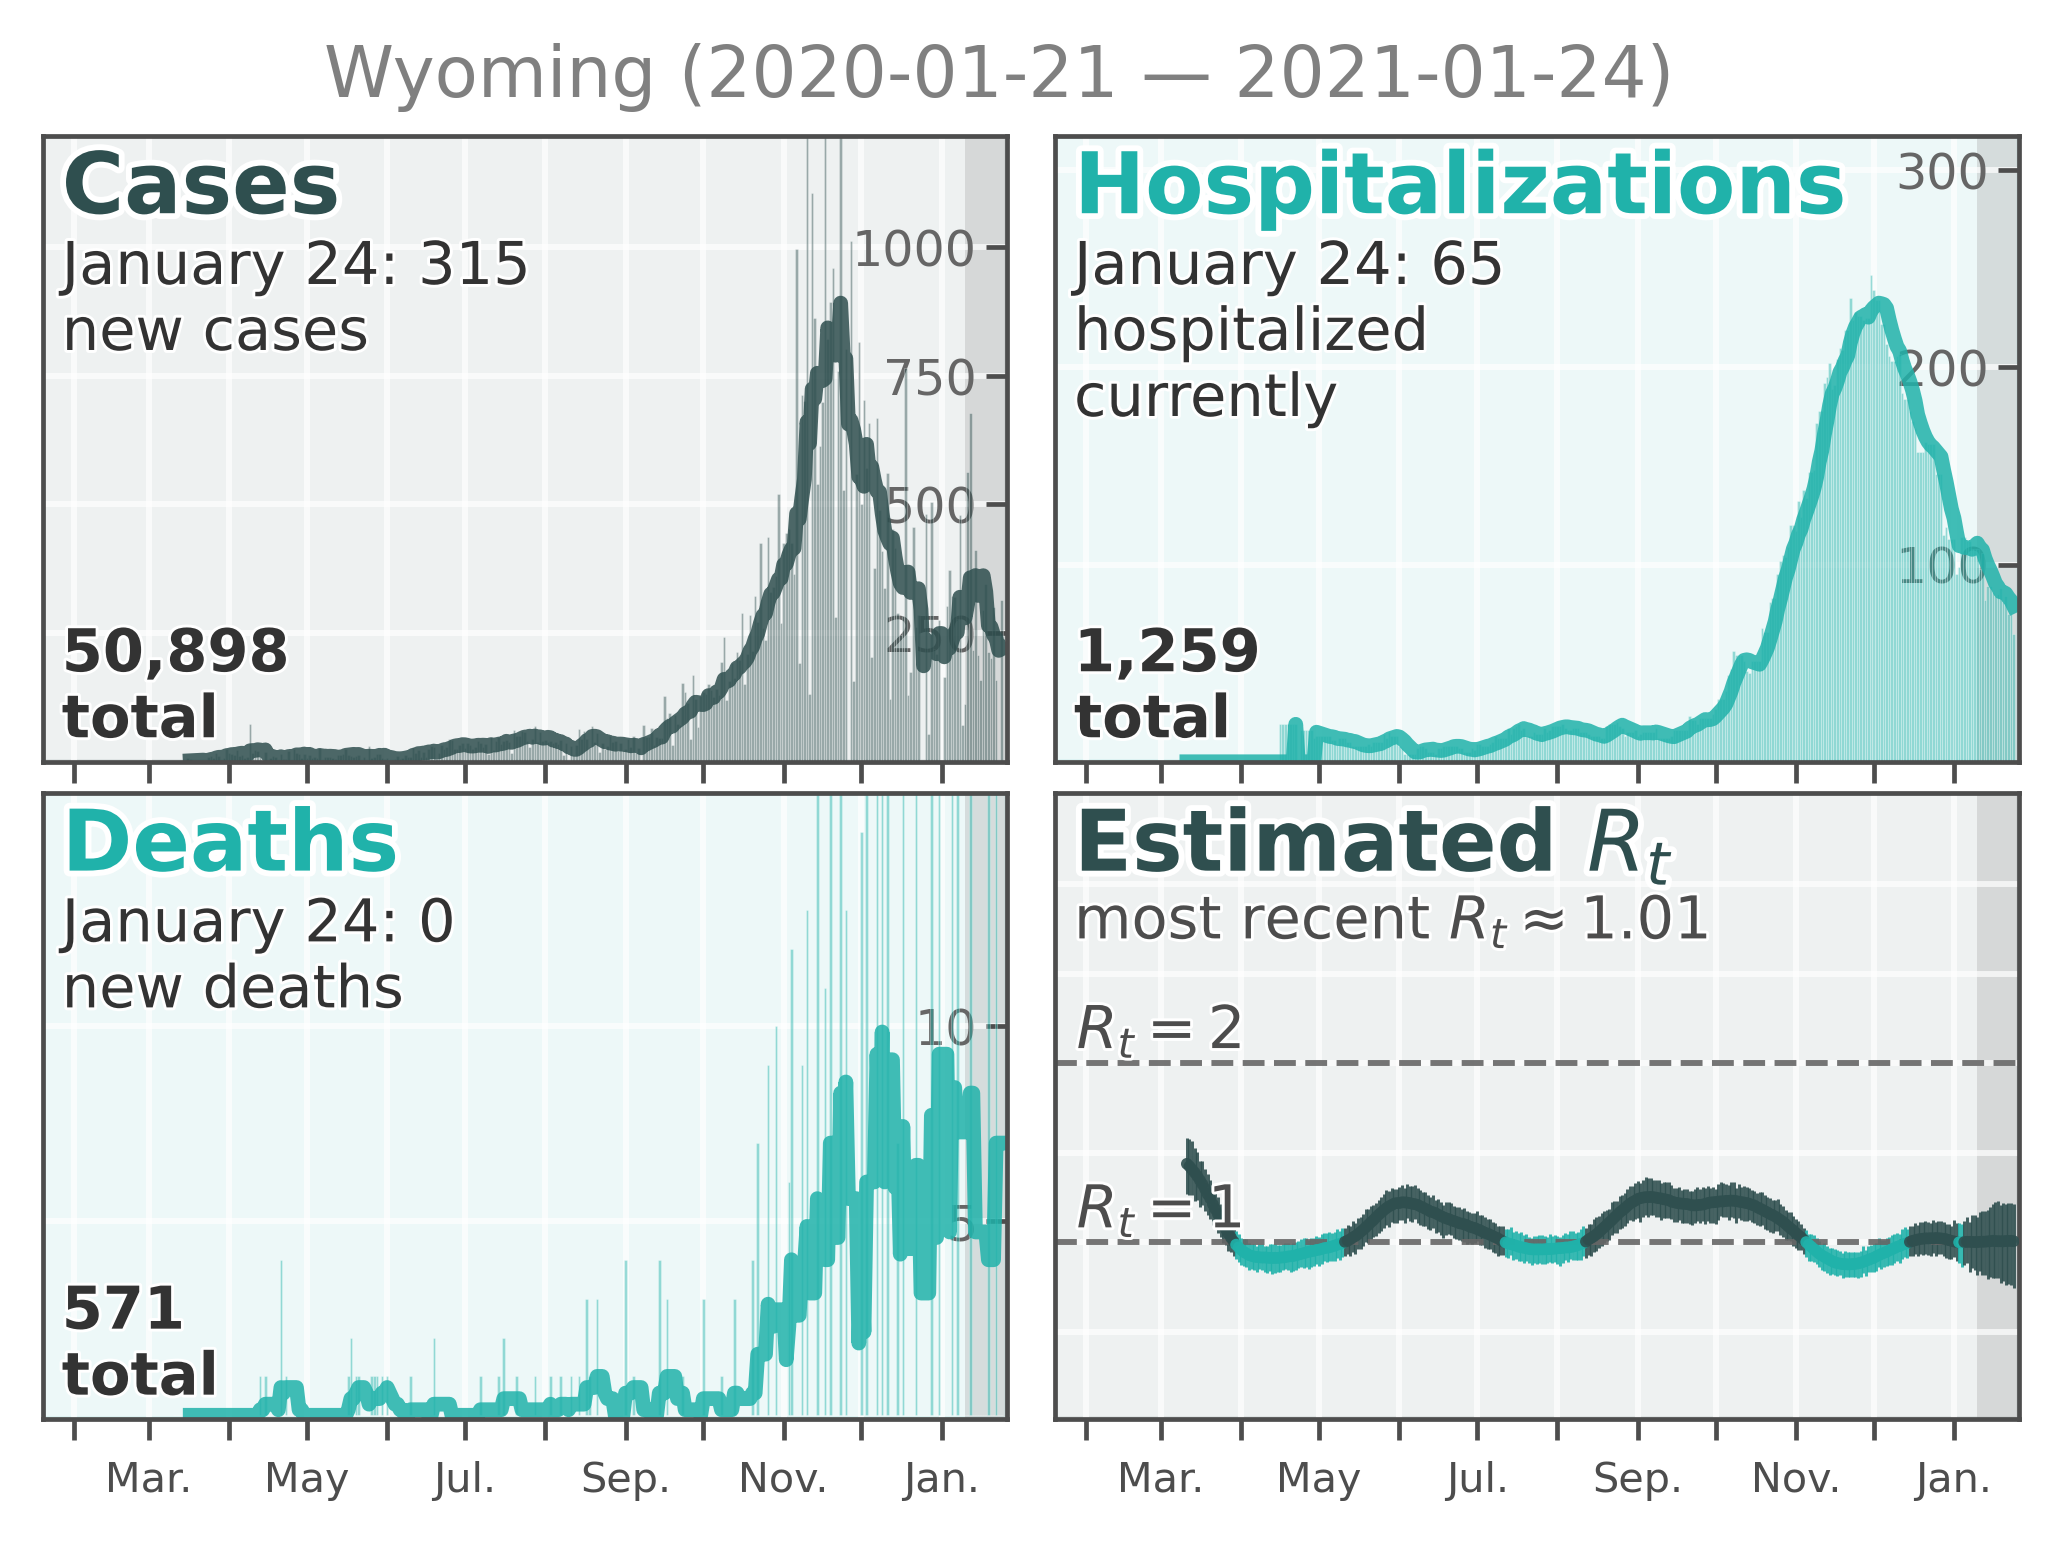 Wyoming (2020-01-21 — 2021-01-24)
Cases
January 24: 315
new cases
1000
750
500
250
50,898
total
Hospitalizations
January 24: 65
hospitalized
currently
300
200
100
1,259
total
Deaths
January 24: 0
new deaths
10
5
571
total
Estimated Rₜ
most recent Rₜ ≈ 1.01
Rₜ = 2
Rₜ = 1
Mar. May Jul. Sep. Nov. Jan.
Mar. May Jul. Sep. Nov. Jan.